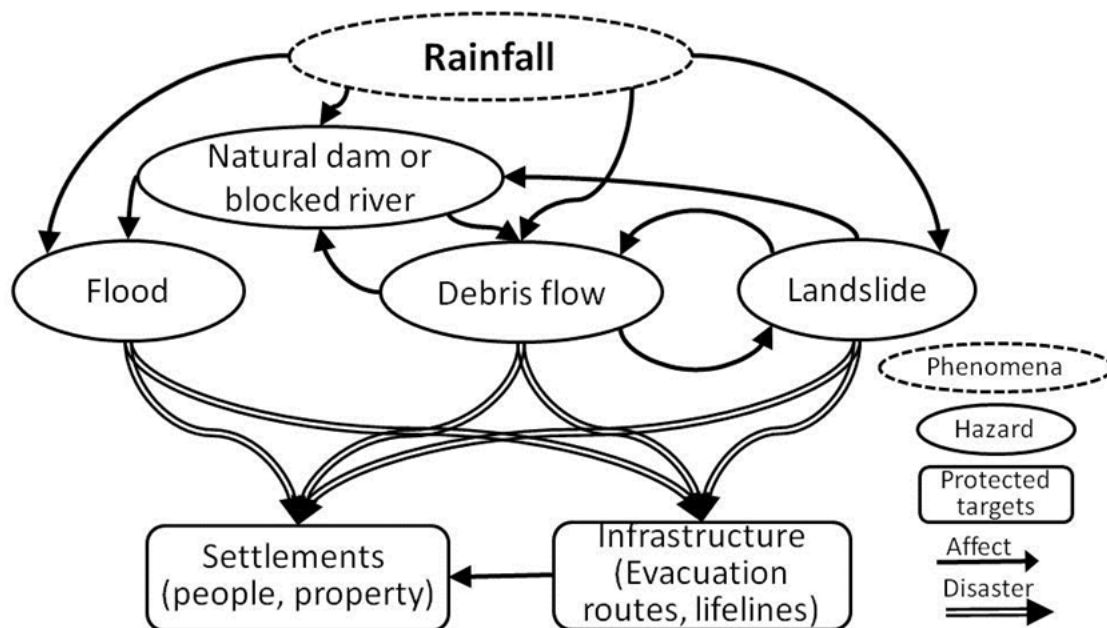 Rainfall
Natural dam or
blocked river
Flood
Debris flow
Landslide
Phenomena
Hazard
Protected
targets
Affect
Disaster
Settlements
(people, property)
Infrastructure
(Evacuation
routes, lifelines)